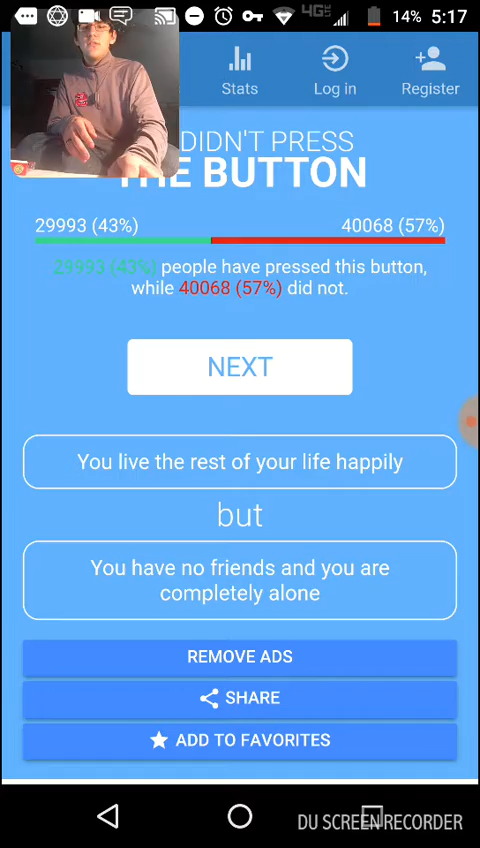 4G
14% 5:17
Stats
Log in
Register
DIDN'T PRESS
THE BUTTON
29993 (43%) 40068 (57%)
29993 (43%) people have pressed this button,
while 40068 (57%) did not.
NEXT
You live the rest of your life happily
but
You have no friends and you are
completely alone
REMOVE ADS
SHARE
ADD TO FAVORITES
DU SCREEN RECORDER